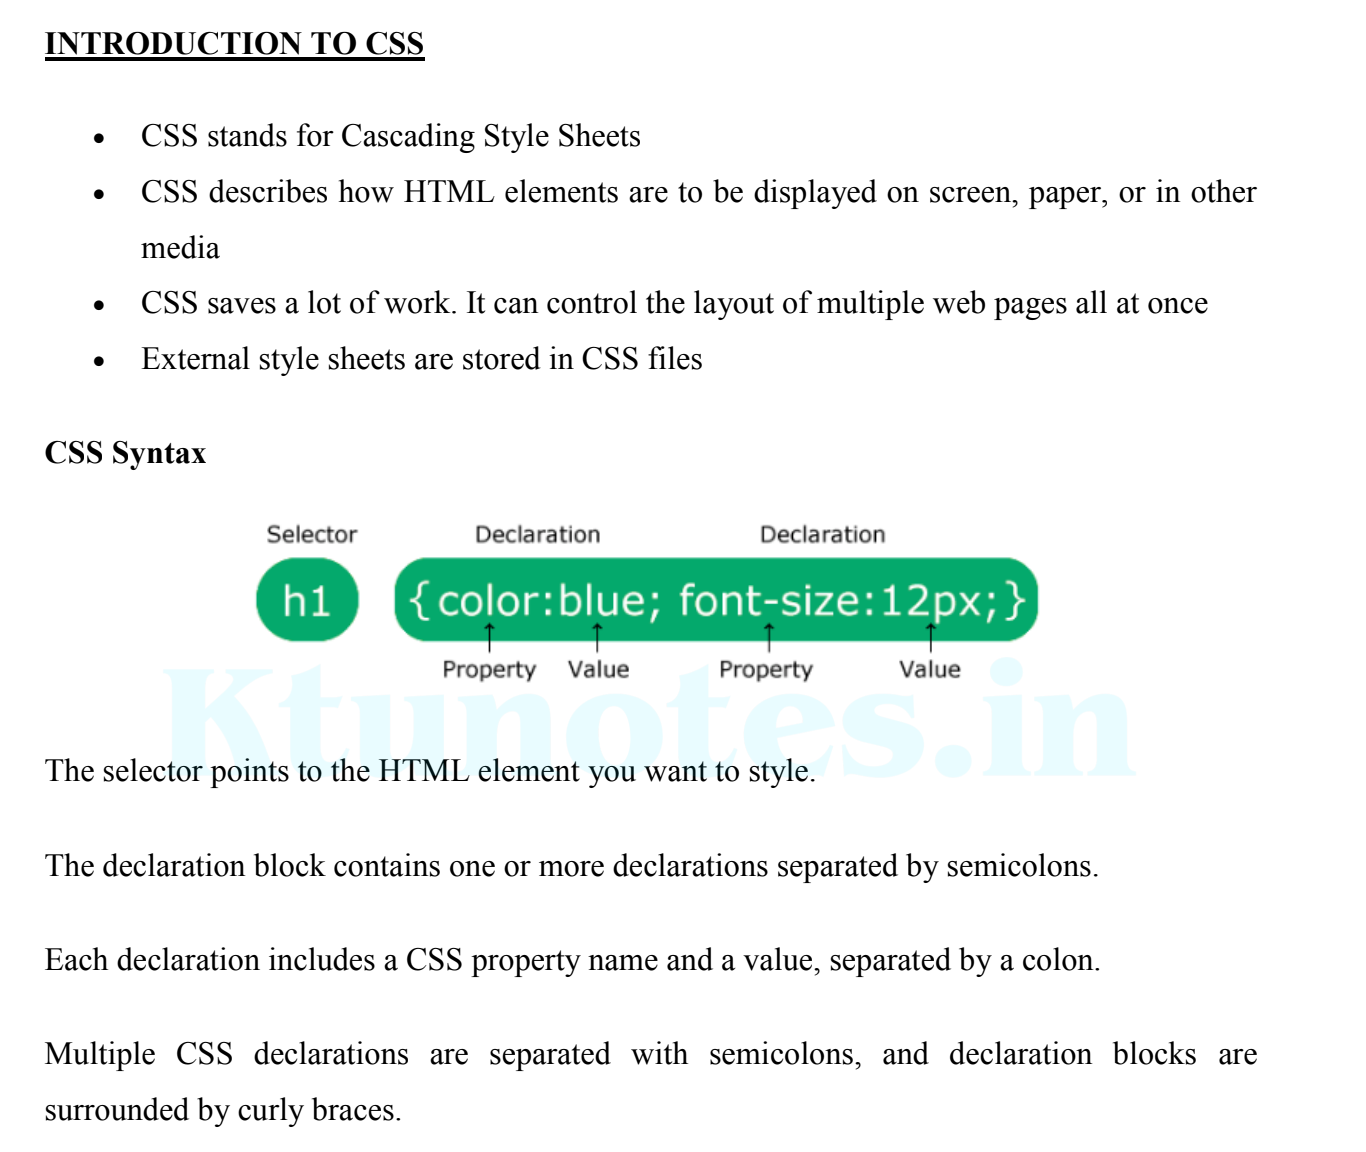 INTRODUCTION TO CSS
• CSS stands for Cascading Style Sheets
• CSS describes how HTML elements are to be displayed on screen, paper, or in other
media
• CSS saves a lot of work. It can control the layout of multiple web pages all at once
• External style sheets are stored in CSS files
CSS Syntax
Selector Declaration Declaration
h1 {color:blue; font-size:12px;}
Property Value Property Value
Ktunotes.in
The selector points to the HTML element you want to style.
The declaration block contains one or more declarations separated by semicolons.
Each declaration includes a CSS property name and a value, separated by a colon.
Multiple CSS declarations are separated with semicolons, and declaration blocks are
surrounded by curly braces.